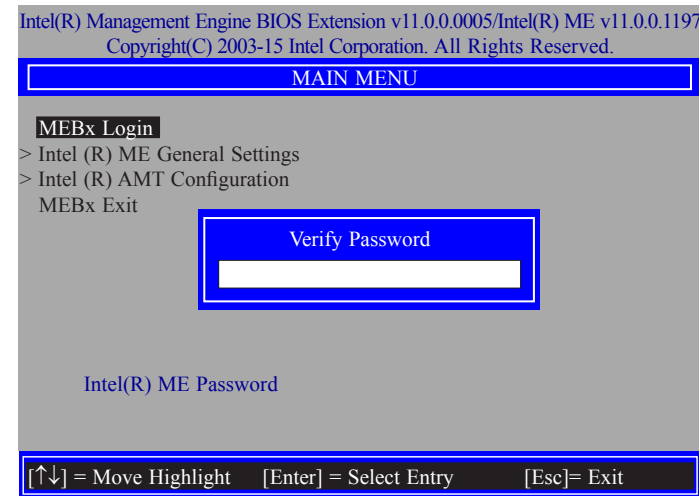 Intel(R) Management Engine BIOS Extension v11.0.0.0005/Intel(R) ME v11.0.0.1197
Copyright(C) 2003-15 Intel Corporation. All Rights Reserved.
MAIN MENU
MEBx Login
> Intel (R) ME General Settings
> Intel (R) AMT Configuration
MEBx Exit
Verify Password
Intel(R) ME Password
[↑↓] = Move Highlight [Enter] = Select Entry [Esc]= Exit